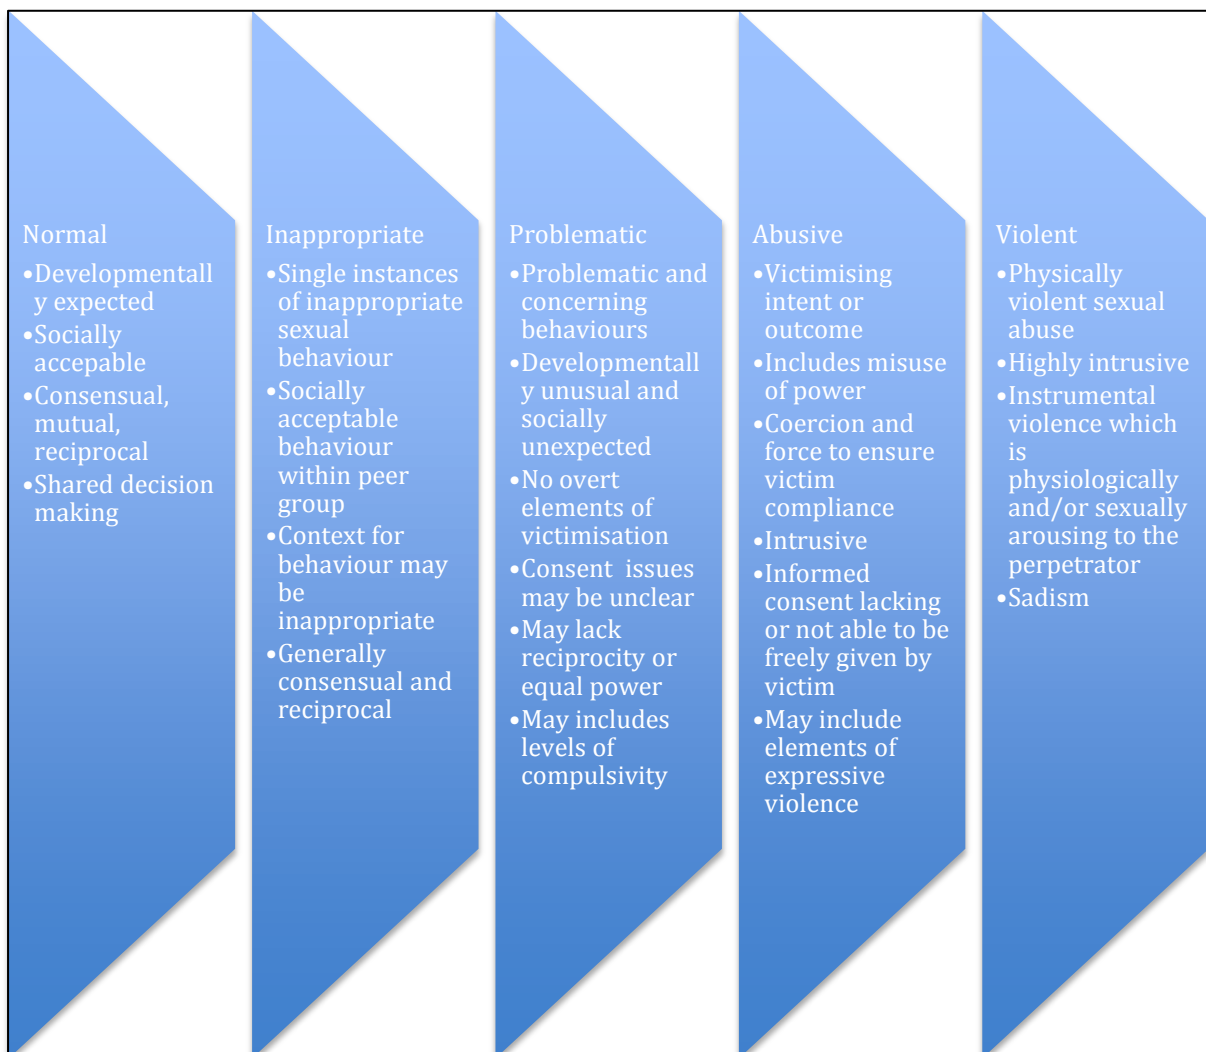 Normal
•Developmentall
y expected
•Socially
accepable
•Consensual,
mutual,
reciprocal
•Shared decision
making
Inappropriate
•Single instances
of inappropriate
sexual
behaviour
•Socially
acceptable
behaviour
within peer
group
•Context for
behaviour may
be
inappropriate
•Generally
consensual and
reciprocal
Problematic
•Problematic and
concerning
behaviours
•Developmentall
y unusual and
socially
unexpected
•No overt
elements of
victimisation
•Consent  issues
may be unclear
•May lack
reciprocity or
equal power
•May includes
levels of
compulsivity
Abusive
•Victimising
intent or
outcome
•Includes misuse
of power
•Coercion and
force to ensure
victim
compliance
•Intrusive
•Informed
consent lacking
or not able to be
freely given by
victim
•May include
elements of
expressive
violence
Violent
•Physically
violent sexual
abuse
•Highly intrusive
•Instrumental
violence which
is
physiologically
and/or sexually
arousing to the
perpetrator
•Sadism